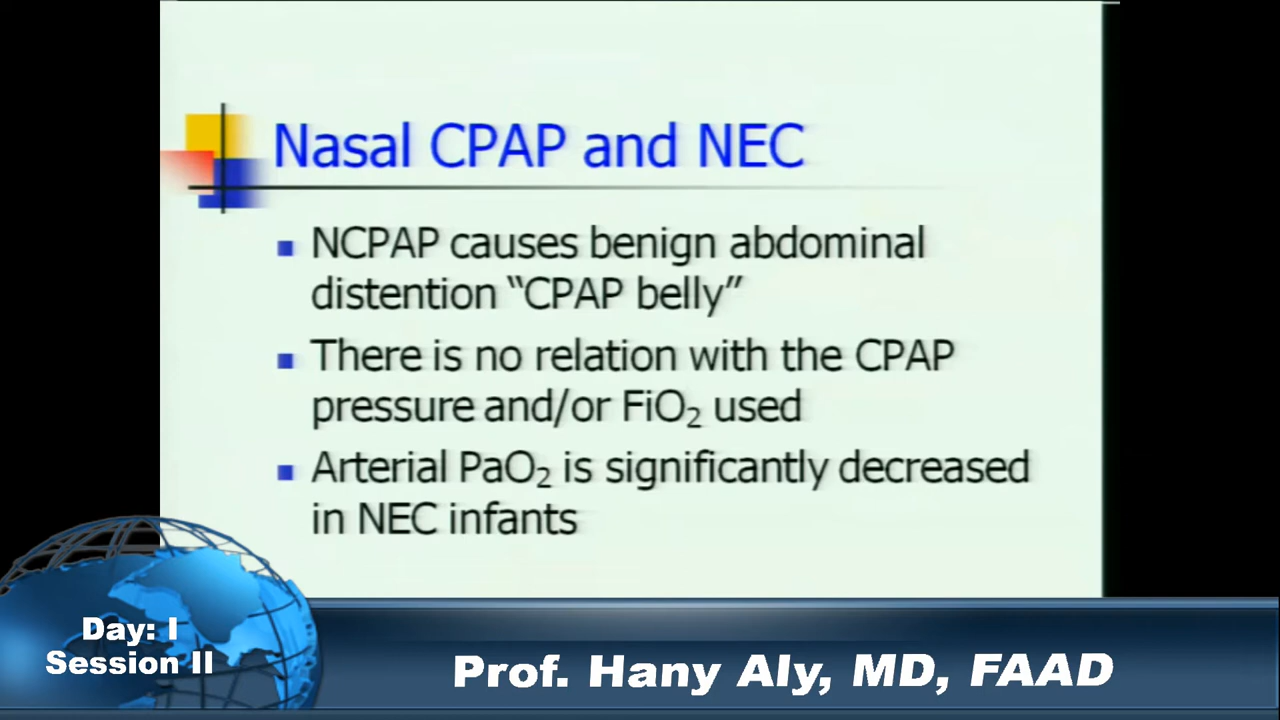 Nasal CPAP and NEC
NCPAP causes benign abdominal
distention “CPAP belly”
There is no relation with the CPAP
pressure and/or FiO₂ used
Arterial PaO₂ is significantly decreased
in NEC infants
Day: I
Session II
Prof. Hany Aly, MD, FAAD